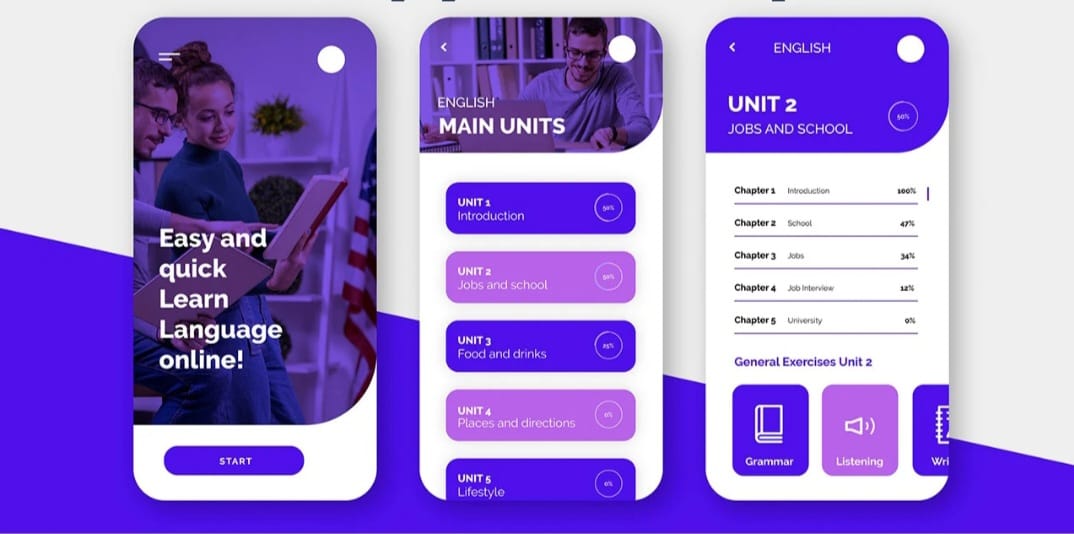 Easy and
quick
Learn
Language
online!
START
ENGLISH
MAIN UNITS
UNIT 1
Introduction
50%
UNIT 2
Jobs and school
50%
UNIT 3
Food and drinks
25%
UNIT 4
Places and directions
0%
UNIT 5
Lifestyle
0%
ENGLISH
UNIT 2
JOBS AND SCHOOL
50%
Chapter 1 Introduction 100%
Chapter 2 School 47%
Chapter 3 Jobs 34%
Chapter 4 Job Interview 12%
Chapter 5 University 0%
General Exercises Unit 2
Grammar
Listening
Wri